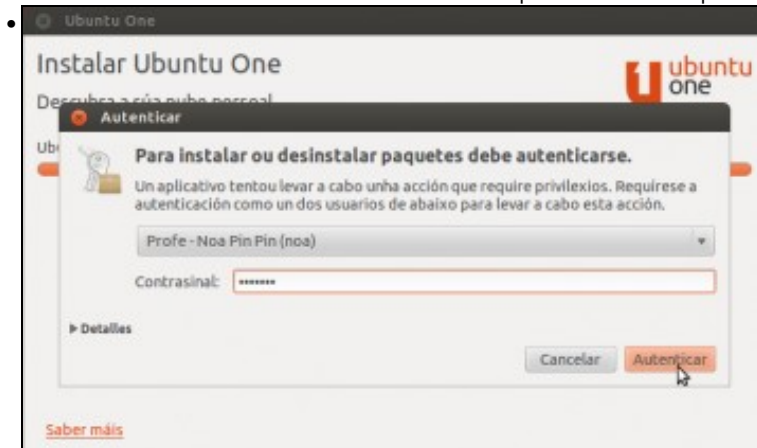 Ubuntu One
Instalar Ubuntu One
ubuntu
one
Autenticar
Para instalar ou desinstalar paquetes debe autenticarse.
Un aplicativo tentou levar a cabo unha acción que require privilexios. Requírese a
autenticación como un dos usuarios de abaixo para levar a cabo esta acción.
Profe - Noa Pin Pin (noa)
Contrasinal: •••••••
Detalles
Cancelar Autenticar
Saber máis